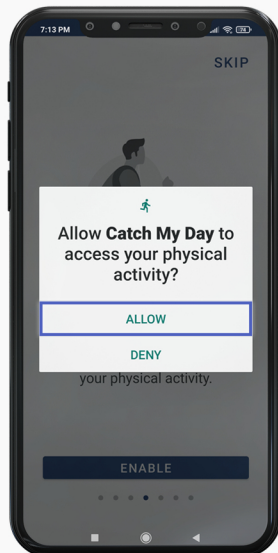 7:13 PM
74
SKIP
Allow Catch My Day to
access your physical
activity?
ALLOW
DENY
your physical activity.
ENABLE